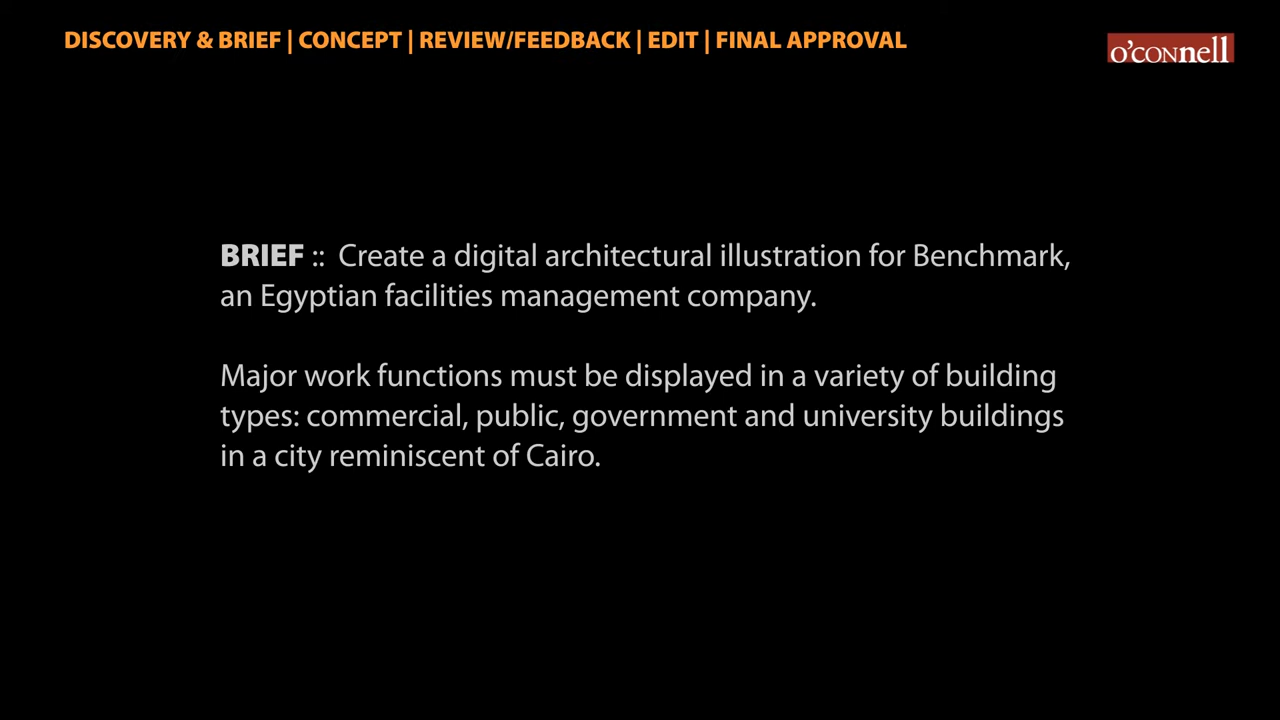 DISCOVERY & BRIEF | CONCEPT | REVIEW/FEEDBACK | EDIT | FINAL APPROVAL
o'connell
BRIEF :: Create a digital architectural illustration for Benchmark,
an Egyptian facilities management company.
Major work functions must be displayed in a variety of building
types: commercial, public, government and university buildings
in a city reminiscent of Cairo.